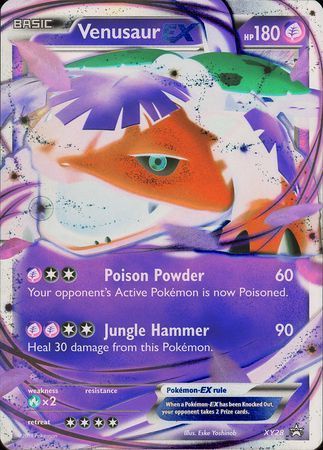 BASIC Venusaur EX HP180
Poison Powder 60
Your opponent's Active Pokémon is now Poisoned.
Jungle Hammer 90
Heal 30 damage from this Pokémon.
weakness resistance
×2
Pokémon-EX rule
When a Pokémon-EX has been Knocked Out,
your opponent takes 2 Prize cards.
retreat
Illus. Eske Yoshinob XY28